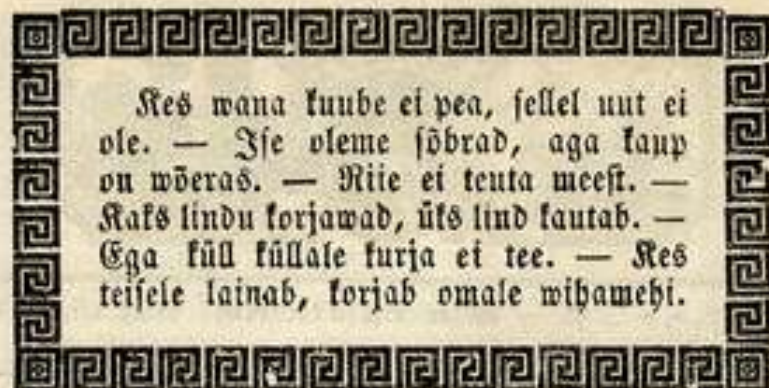 Kes wana kuube ei pea, sellel uut ei
ole. — Ise oleme sõbrad, aga kaup
on wõeras. — Riie ei teuta meest. —
Kaks lindu korjawad, üks lind kautab. —
Ega küll küllale kurja ei tee. — Kes
teisele lainab, korjab omale wihamehi.